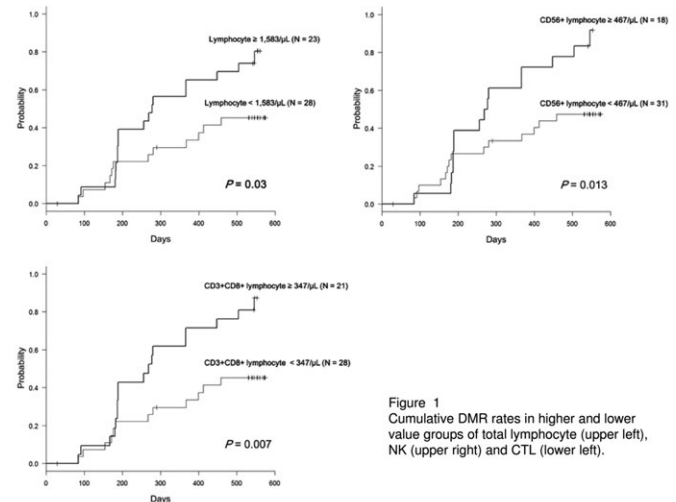 1.0
0.8
0.6
0.4
0.2
0.0
Probability
Lymphocyte ≥ 1,583/μL (N = 23)
Lymphocyte < 1,583/μL (N = 28)
P = 0.03
0 100 200 300 400 500 600
Days
1.0
0.8
0.6
0.4
0.2
0.0
Probability
CD56+ lymphocyte ≥ 467/μL (N = 18)
CD56+ lymphocyte < 467/μL (N = 31)
P = 0.013
0 100 200 300 400 500 600
Days
1.0
0.8
0.6
0.4
0.2
0.0
Probability
CD3+CD8+ lymphocyte ≥ 347/μL (N = 21)
CD3+CD8+ lymphocyte < 347/μL (N = 28)
P = 0.007
0 100 200 300 400 500 600
Days
Figure 1
Cumulative DMR rates in higher and lower
value groups of total lymphocyte (upper left),
NK (upper right) and CTL (lower left).